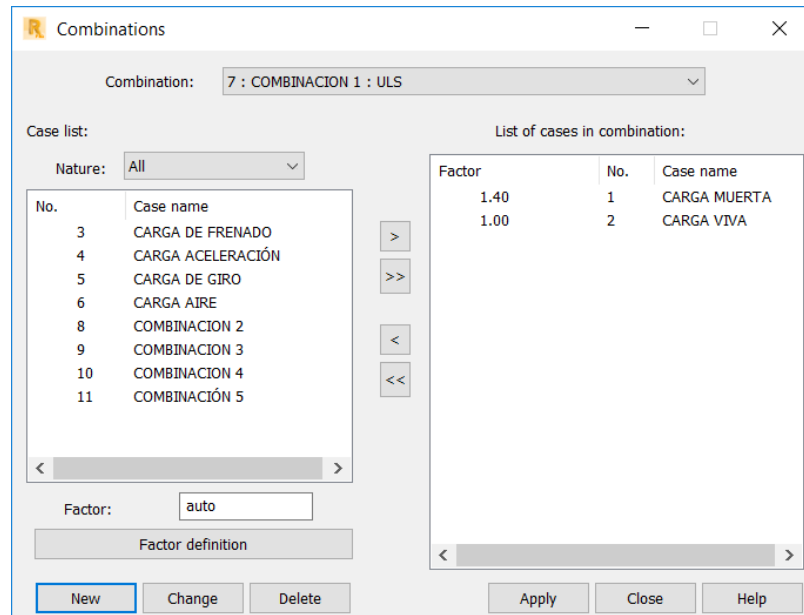 Combinations
Combination: 7 : COMBINACION 1 : ULS
Case list:
Nature: All
No. Case name
3 CARGA DE FRENADO
4 CARGA ACELERACIÓN
5 CARGA DE GIRO
6 CARGA AIRE
8 COMBINACION 2
9 COMBINACION 3
10 COMBINACION 4
11 COMBINACIÓN 5
Factor: auto
Factor definition
New Change Delete
>
>>
<
<<
List of cases in combination:
Factor No. Case name
1.40 1 CARGA MUERTA
1.00 2 CARGA VIVA
Apply Close Help